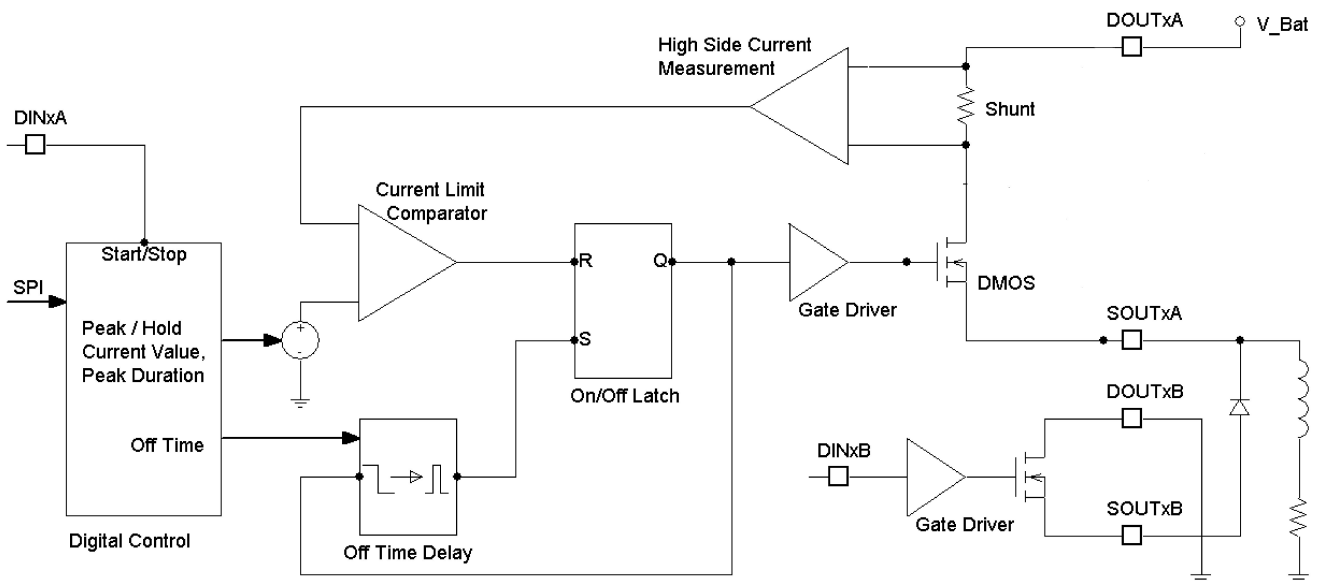 DOUTxA
V_Bat
High Side Current
Measurement
Shunt
DINxA
Current Limit
Comparator
Start/Stop
R
Q
DMOS
SPI
Gate Driver
SOUTxA
Peak / Hold
Current Value,
Peak Duration
+
-
S
On/Off Latch
DOUTxB
Off Time
DINxB
Gate Driver
SOUTxB
Digital Control
Off Time Delay